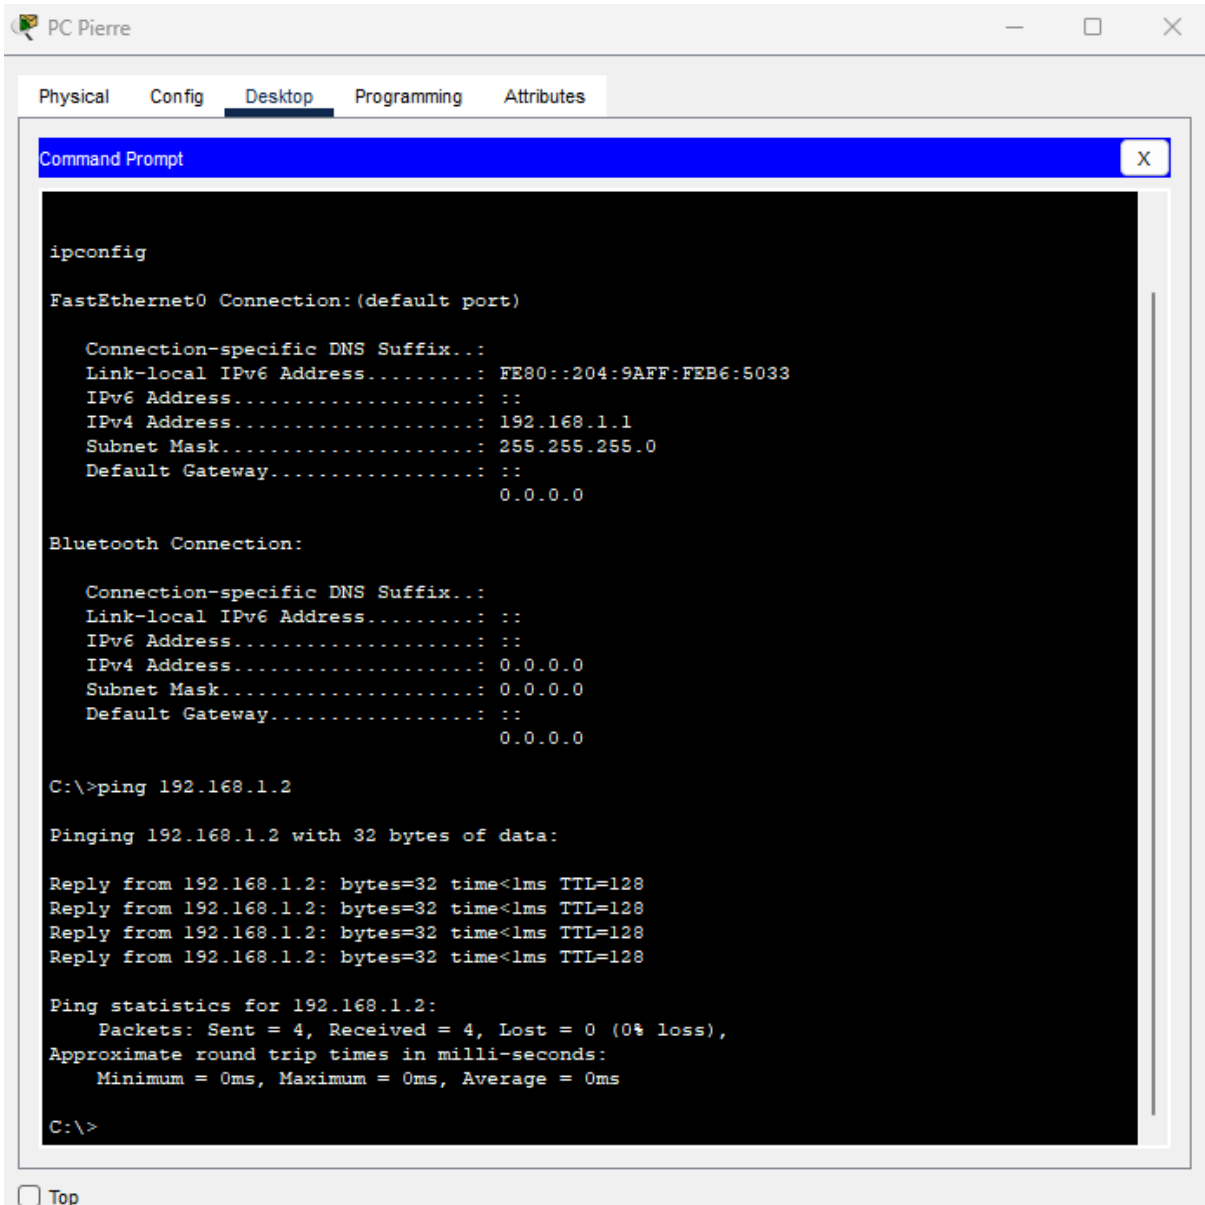 PC Pierre
Physical Config Desktop Programming Attributes
Command Prompt X
ipconfig
FastEthernet0 Connection:(default port)
Connection-specific DNS Suffix..:
Link-local IPv6 Address.........: FE80::204:9AFF:FEB6:5033
IPv6 Address....................: ::
IPv4 Address....................: 192.168.1.1
Subnet Mask.....................: 255.255.255.0
Default Gateway.................: ::
0.0.0.0
Bluetooth Connection:
Connection-specific DNS Suffix..:
Link-local IPv6 Address.........: ::
IPv6 Address....................: ::
IPv4 Address....................: 0.0.0.0
Subnet Mask.....................: 0.0.0.0
Default Gateway.................: ::
0.0.0.0
C:\>ping 192.168.1.2
Pinging 192.168.1.2 with 32 bytes of data:
Reply from 192.168.1.2: bytes=32 time<1ms TTL=128
Reply from 192.168.1.2: bytes=32 time<1ms TTL=128
Reply from 192.168.1.2: bytes=32 time<1ms TTL=128
Reply from 192.168.1.2: bytes=32 time<1ms TTL=128
Ping statistics for 192.168.1.2:
Packets: Sent = 4, Received = 4, Lost = 0 (0% loss),
Approximate round trip times in milli-seconds:
Minimum = 0ms, Maximum = 0ms, Average = 0ms
C:\>
Top